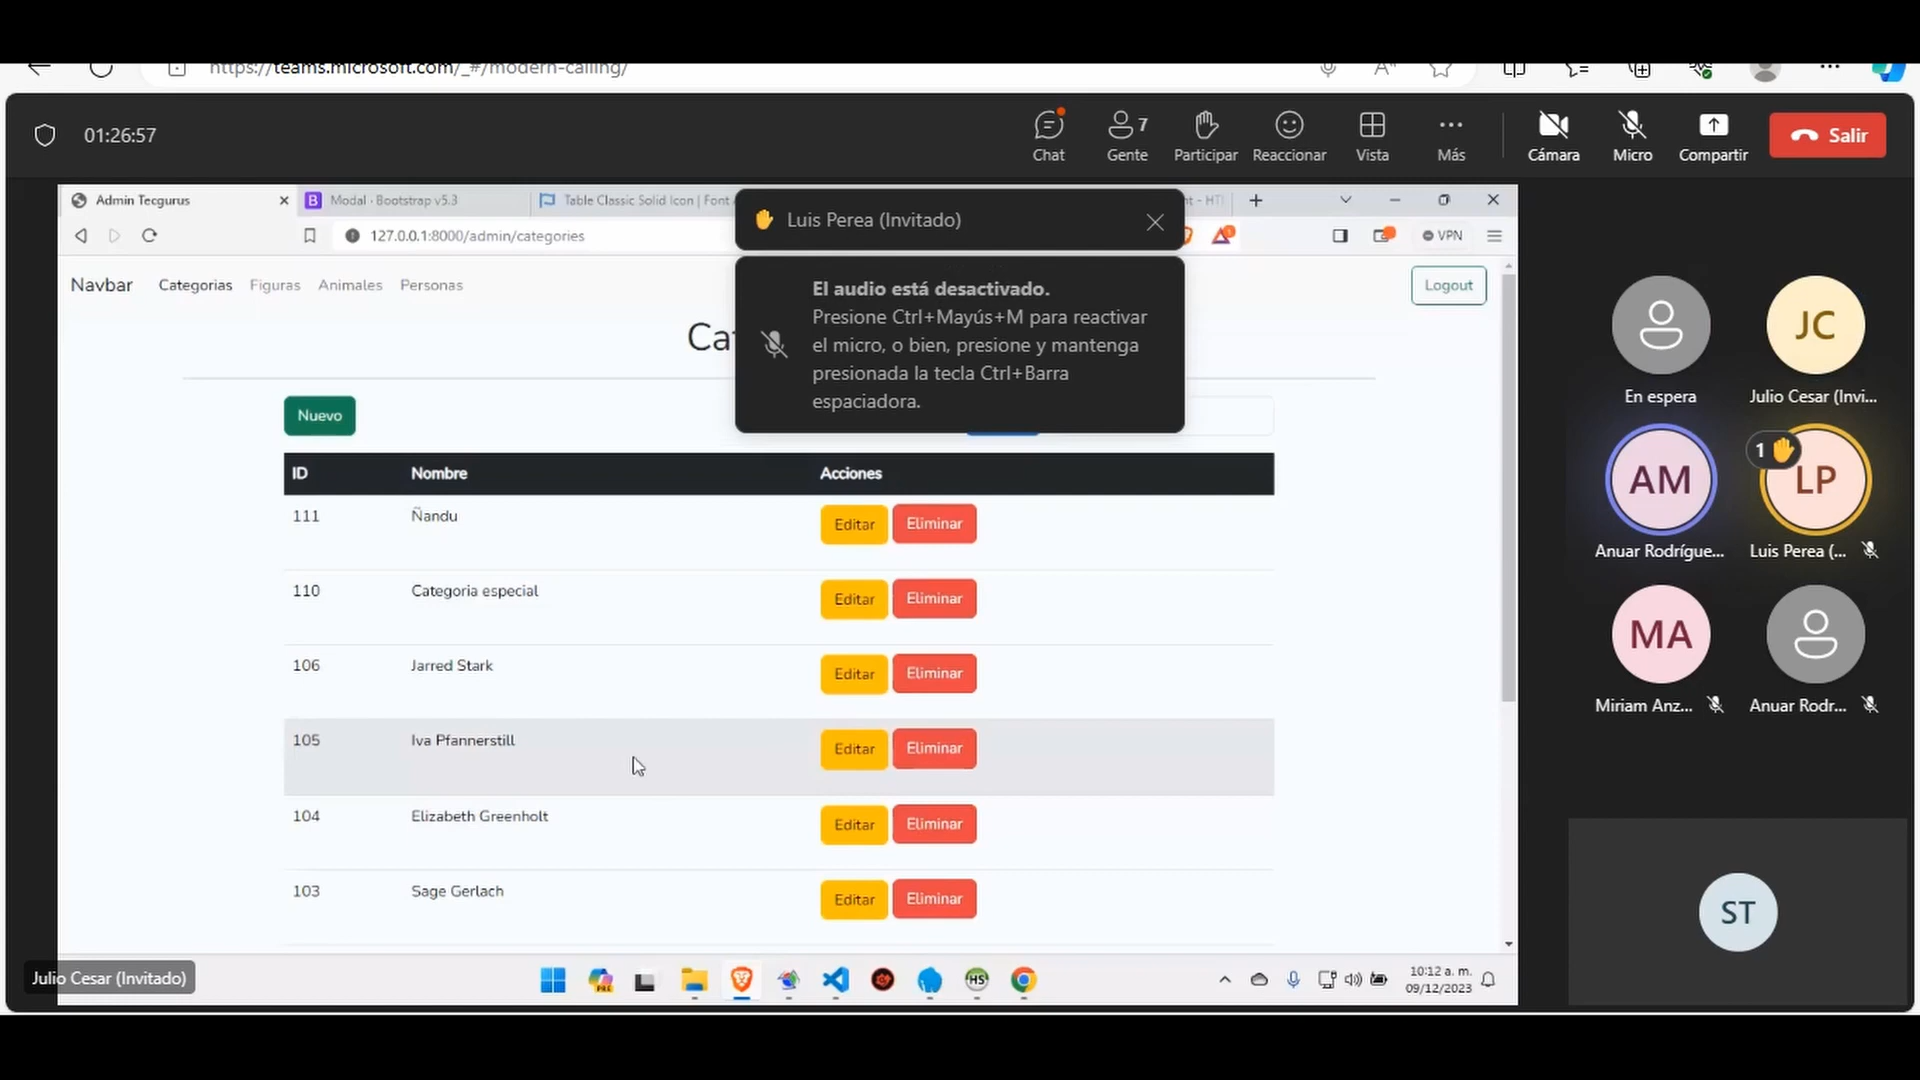 https://teams.microsoft.com/_#/modern-calling/
01:26:57
Chat
Gente
7
Participar
Reaccionar
Vista
Más
Cámara
Micro
Compartir
Salir
Admin Tecgurus
Modal · Bootstrap v5.3
Table Classic Solid Icon | Font
127.0.0.1:8000/admin/categories
VPN
Luis Perea (Invitado)
El audio está desactivado.
Presione Ctrl+Mayús+M para reactivar
el micro, o bien, presione y mantenga
presionada la tecla Ctrl+Barra
espaciadora.
Navbar
Categorias
Figuras
Animales
Personas
Logout
Nuevo
ID Nombre Acciones
111 Ñandu Editar Eliminar
110 Categoria especial Editar Eliminar
106 Jarred Stark Editar Eliminar
105 Iva Pfannerstill Editar Eliminar
104 Elizabeth Greenholt Editar Eliminar
103 Sage Gerlach Editar Eliminar
Julio Cesar (Invitado)
PRE
HS
10:12 a. m.
09/12/2023
En espera
JC
Julio Cesar (Invi...
AM
Anuar Rodrígue...
1
LP
Luis Perea (...
MA
Miriam Anz...
Anuar Rodr...
ST